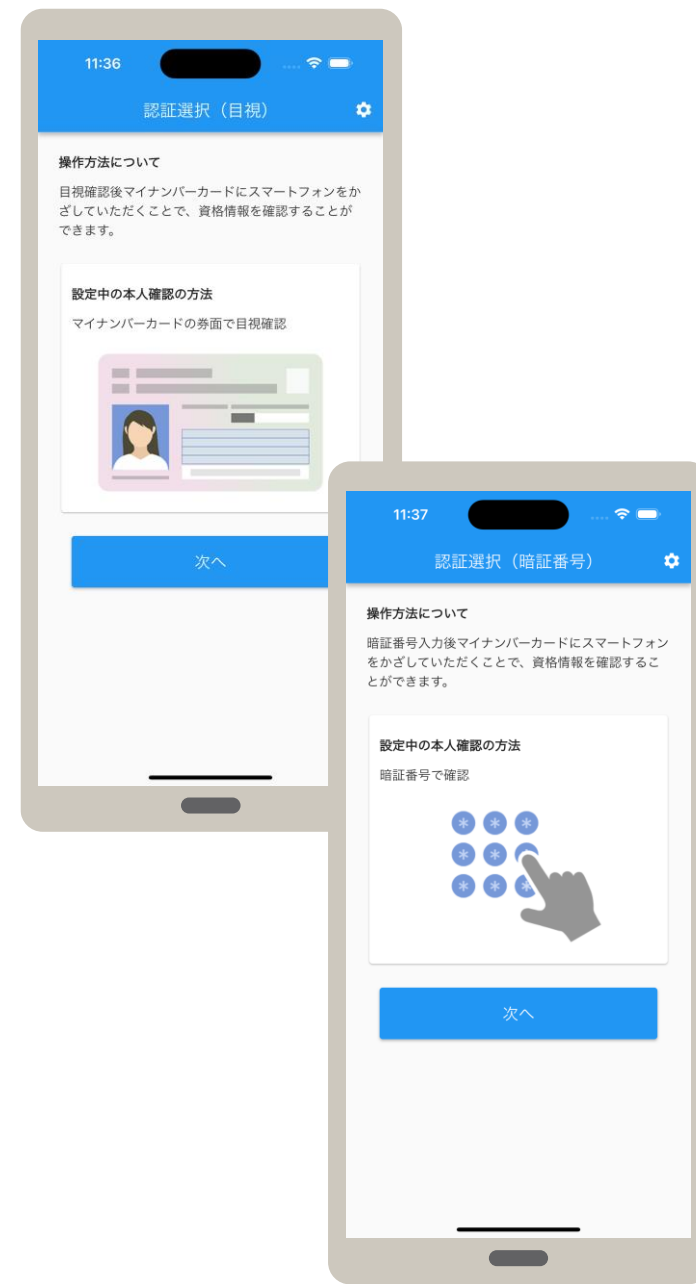 11:36
認証選択（目視）
操作方法について
目視確認後マイナンバーカードにスマートフォンをか
ざしていただくことで、資格情報を確認することが
できます。
設定中の本人確認の方法
マイナンバーカードの券面で目視確認
次へ
11:37
認証選択（暗証番号）
操作方法について
暗証番号入力後マイナンバーカードにスマートフォン
をかざしていただくことで、資格情報を確認するこ
とができます。
設定中の本人確認の方法
暗証番号で確認
* * *
* *
* * *
次へ